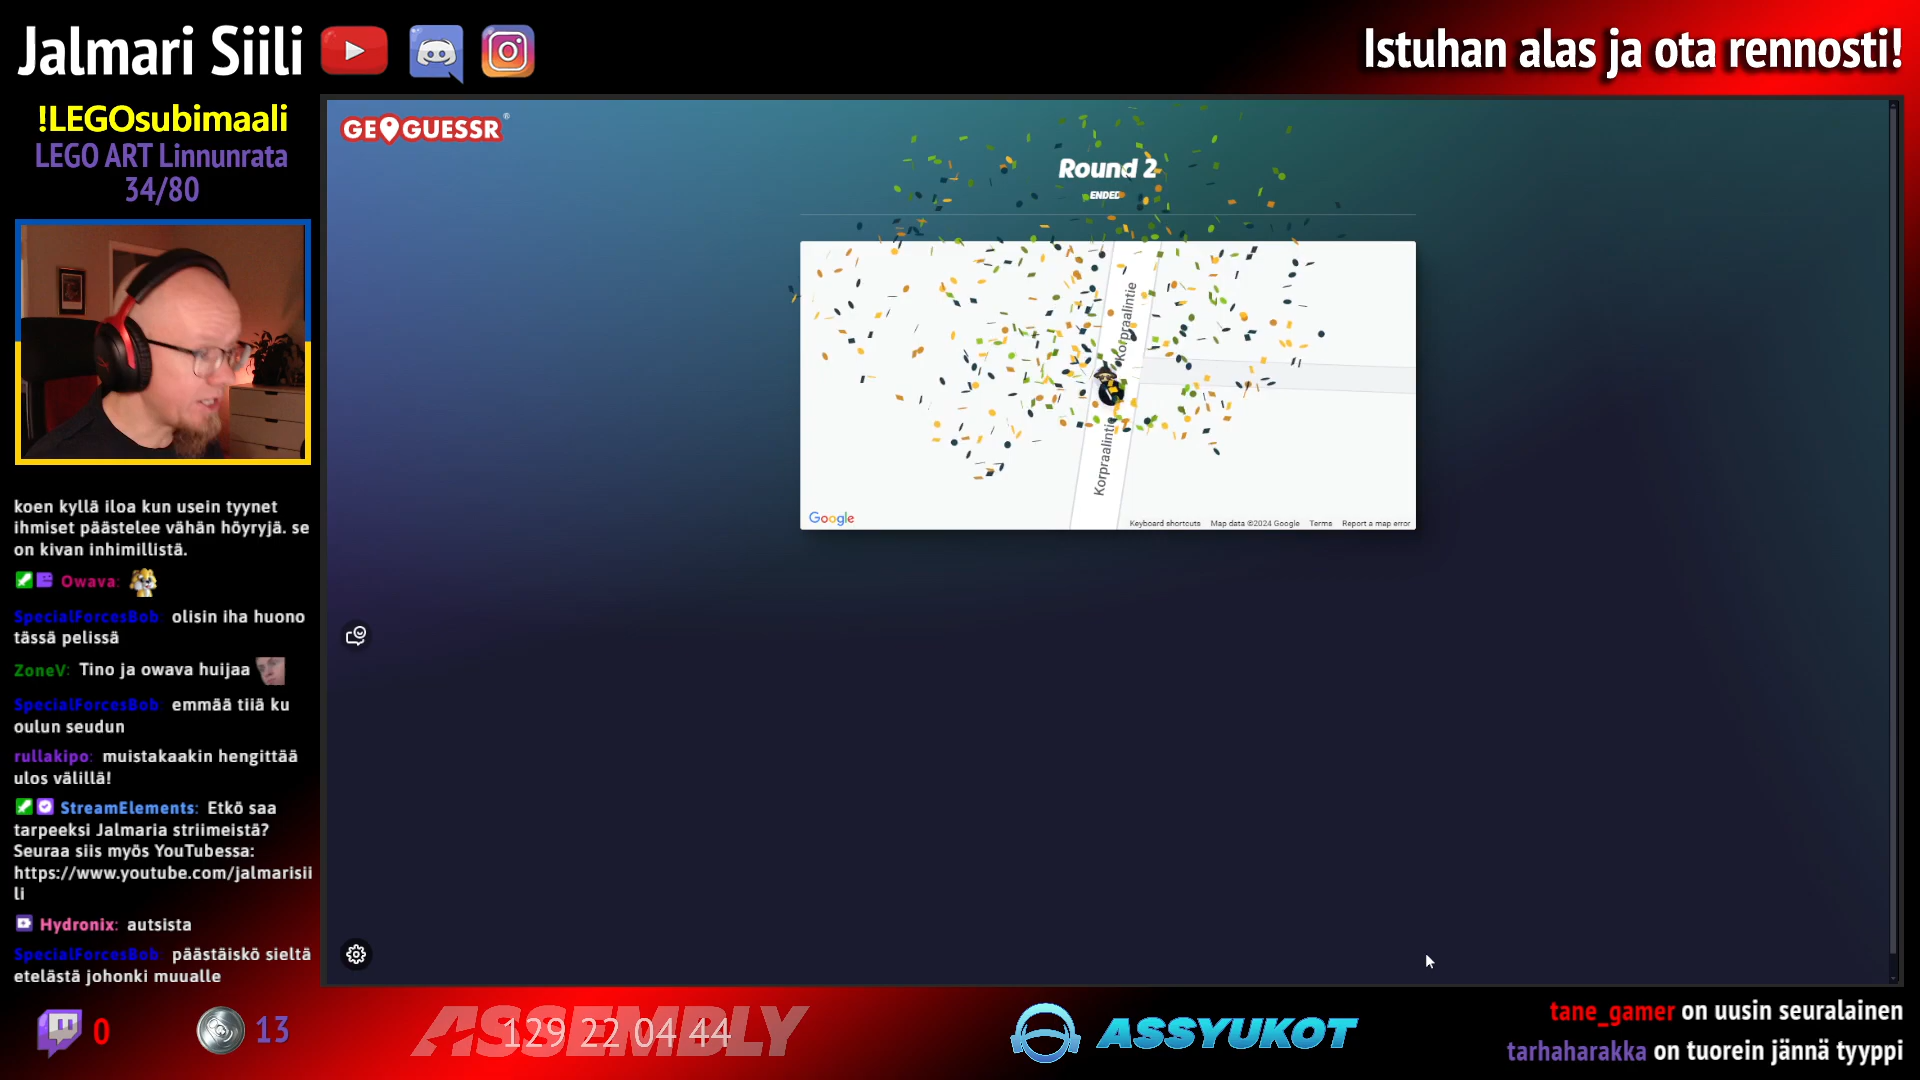 Jalmari Siili
Istuhan alas ja ota rennosti!
!LEGOsubimaali
LEGO ART Linnunrata
34/80
GEOGUESSR
Round 2
ENDED
Korpraalintie
Korpraalintie
Google
Keyboard shortcuts
Map data ©2024 Google
Terms
Report a map error
koen kyllä iloa kun usein tyynet
ihmiset päästelee vähän höyryjä. se
on kivan inhimillistä.
Owava:
SpecialForcesBob: olisin iha huono
tässä pelissä
ZoneV: Tino ja owava huijaa
SpecialForcesBob: emmää tiiä ku
oulun seudun
rullakipo: muistakaakin hengittää
ulos välillä!
StreamElements: Etkö saa
tarpeeksi Jalmaria striimeistä?
Seuraa siis myös YouTubessa:
https://www.youtube.com/jalmarisii
li
Hydronix: autsista
SpecialForcesBob: päästäiskö sieltä
etelästä johonki muualle
0
13
ASSEMBLY
129 22 04 44
ASSYUKOT
tane_gamer on uusin seuralainen
tarhaharakka on tuorein jännä tyyppi